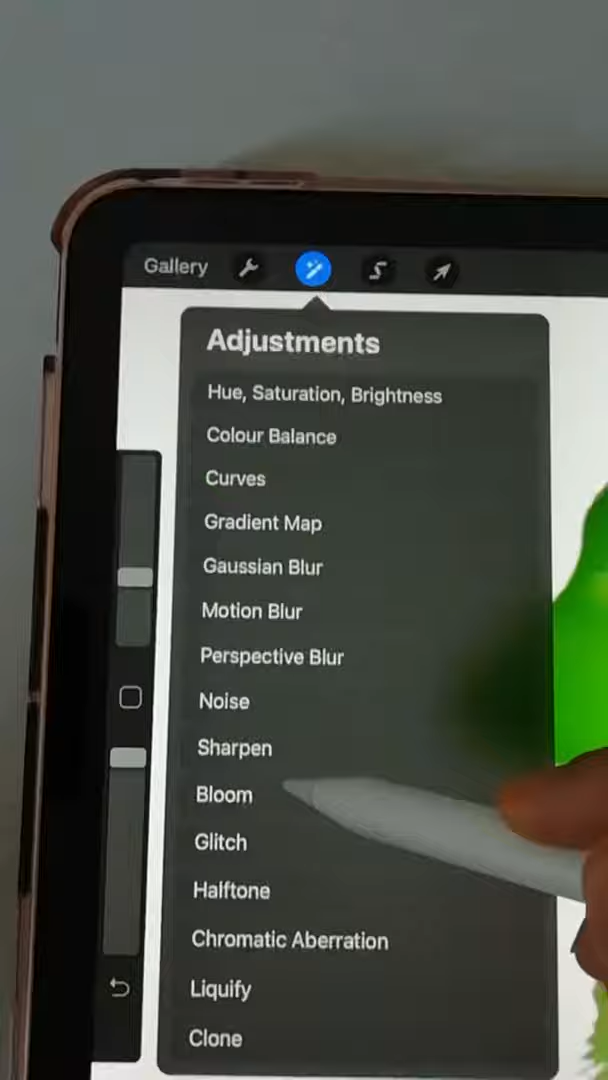 Gallery
Adjustments
Hue, Saturation, Brightness
Colour Balance
Curves
Gradient Map
Gaussian Blur
Motion Blur
Perspective Blur
Noise
Sharpen
Bloom
Glitch
Halftone
Chromatic Aberration
Liquify
Clone